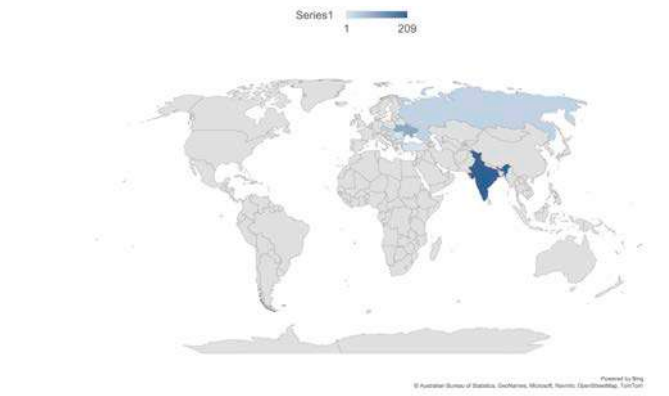 Series1
1 209
Powered by Bing
© Australian Bureau of Statistics, GeoNames, Microsoft, Navinfo, OpenStreetMap, TomTom